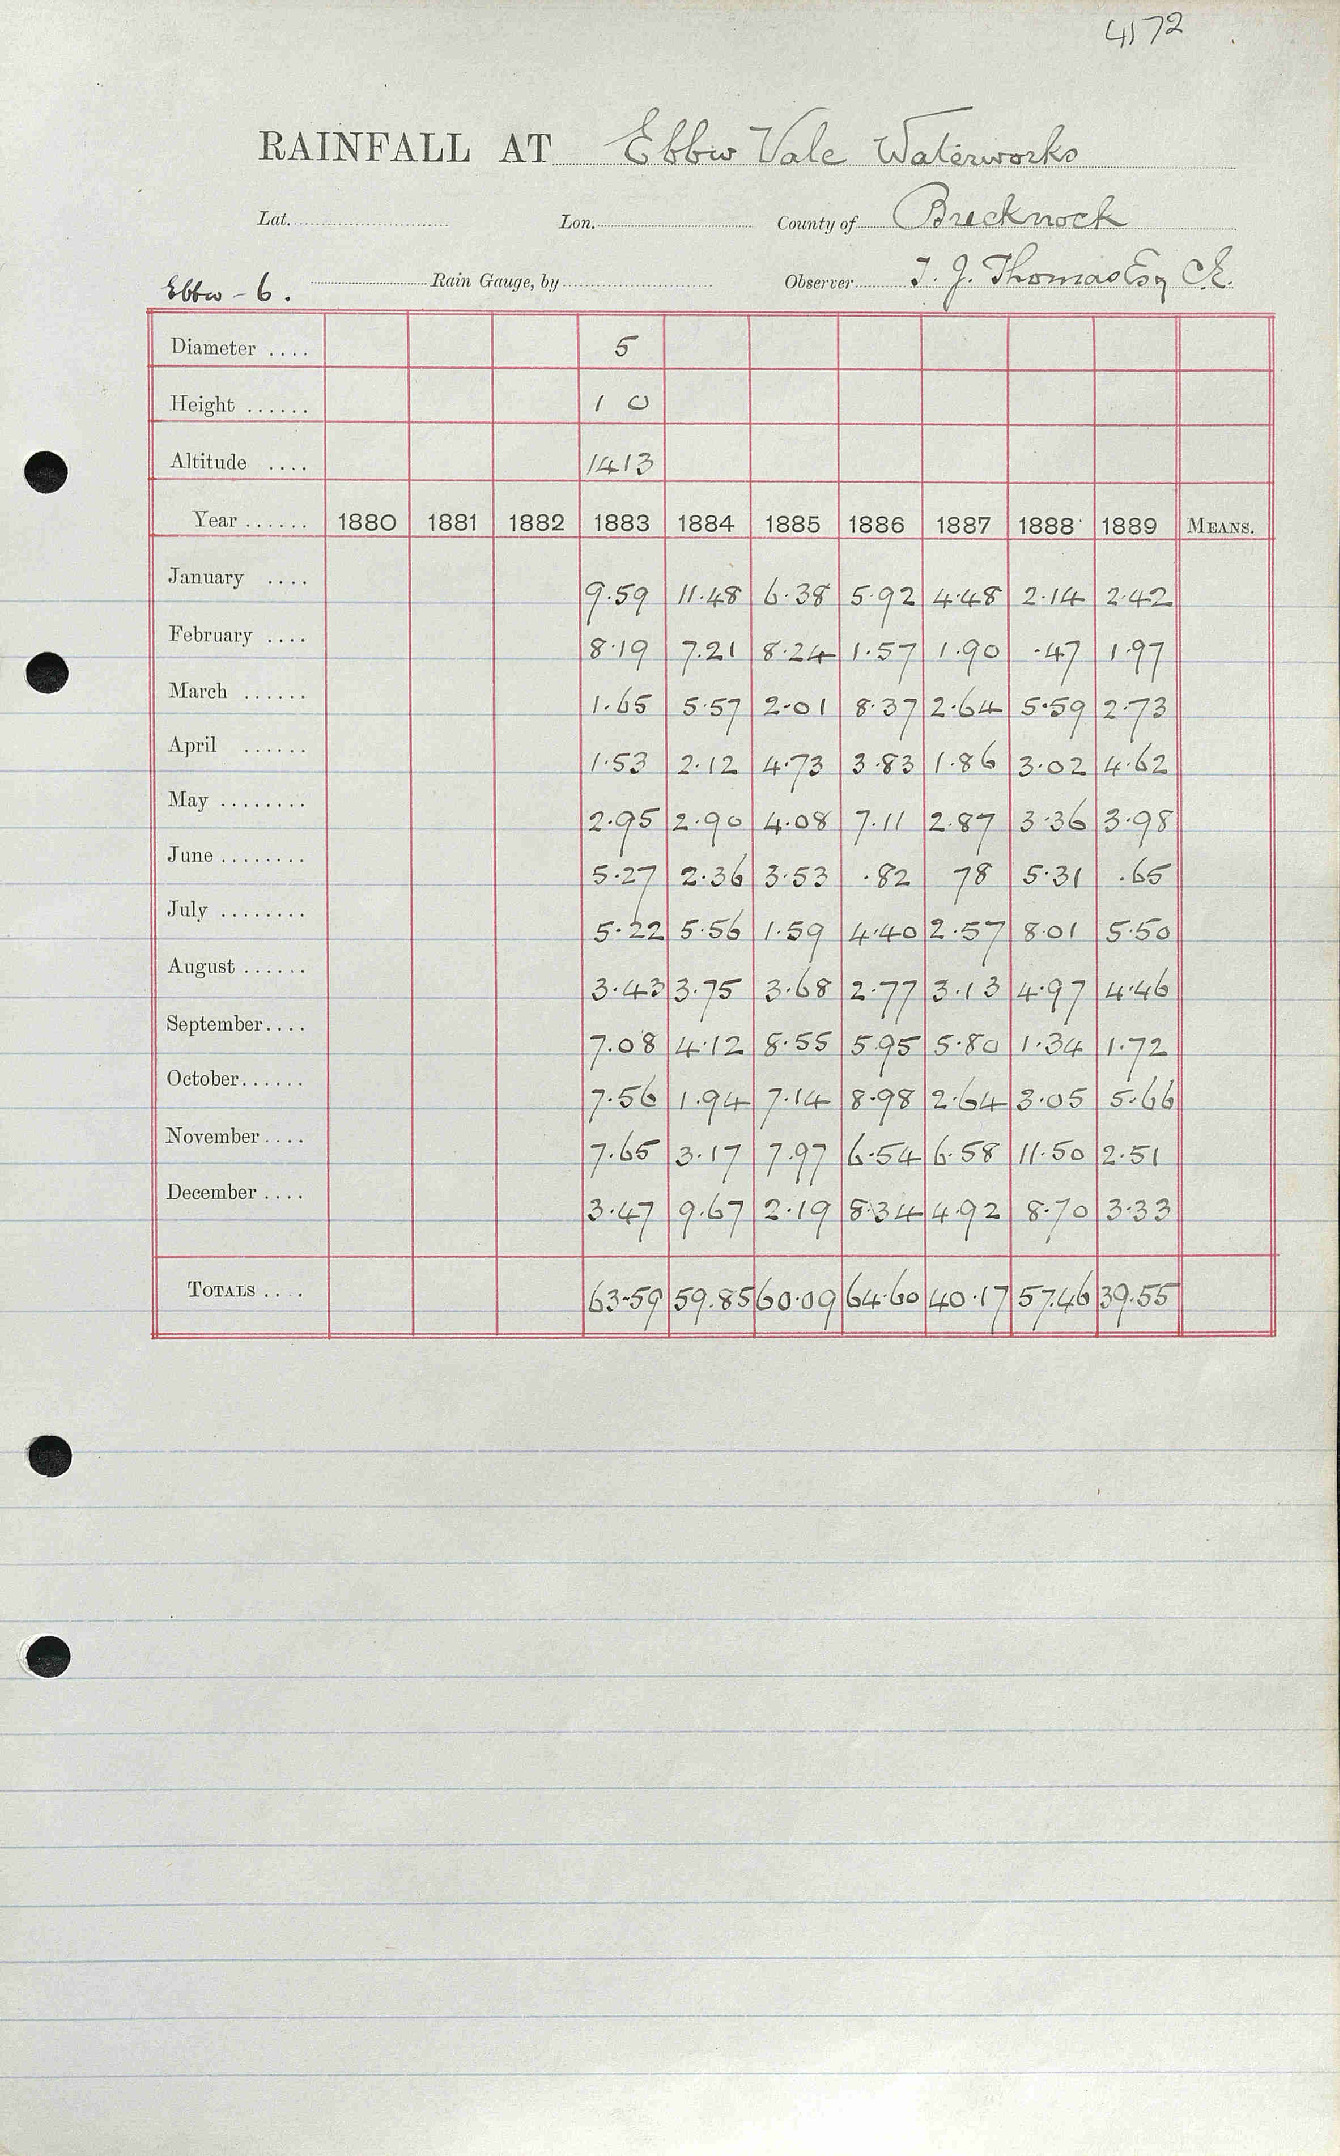 4172
RAINFALL AT Ebbw Vale Waterworks
Lat. Lon. County of Brecknock
Ebbw - 6. Rain Gauge, by Observer T. J. Thomas Esq C.E.
Diameter .... 5
Height ...... 1 0
Altitude .... 1413
Year ...... 1880 1881 1882 1883 1884 1885 1886 1887 1888 1889 MEANS.
January .... 9.59 11.48 6.38 5.92 4.48 2.14 2.42
February .... 8.19 7.21 8.24 1.57 1.90 .47 1.97
March ...... 1.65 5.57 2.01 8.37 2.64 5.59 2.73
April ...... 1.53 2.12 4.73 3.83 1.86 3.02 4.62
May ........ 2.95 2.90 4.08 7.11 2.87 3.36 3.98
June ........ 5.27 2.36 3.53 .82 78 5.31 .65
July ........ 5.22 5.56 1.59 4.40 2.57 8.01 5.50
August ...... 3.43 3.75 3.68 2.77 3.13 4.97 4.46
September.... 7.08 4.12 8.55 5.95 5.80 1.34 1.72
October...... 7.56 1.94 7.14 8.98 2.64 3.05 5.66
November.... 7.65 3.17 7.97 6.54 6.58 11.50 2.51
December .... 3.47 9.67 2.19 8.34 4.92 8.70 3.33
TOTALS .... 63.59 59.85 60.09 64.60 40.17 57.46 39.55